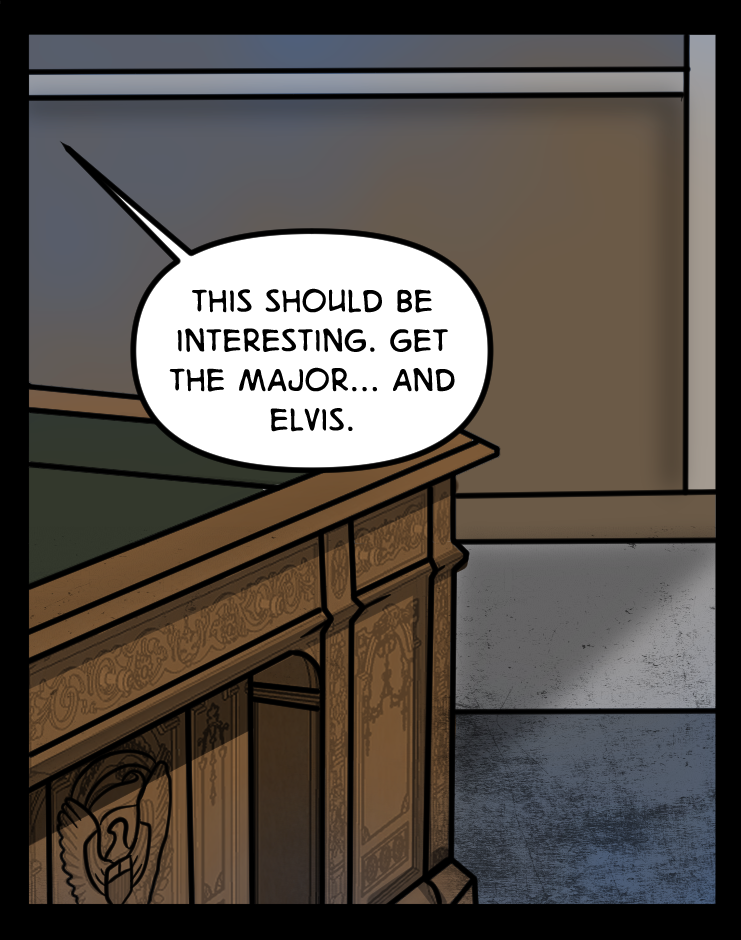 THIS SHOULD BE
INTERESTING. GET
THE MAJOR... AND
ELVIS.